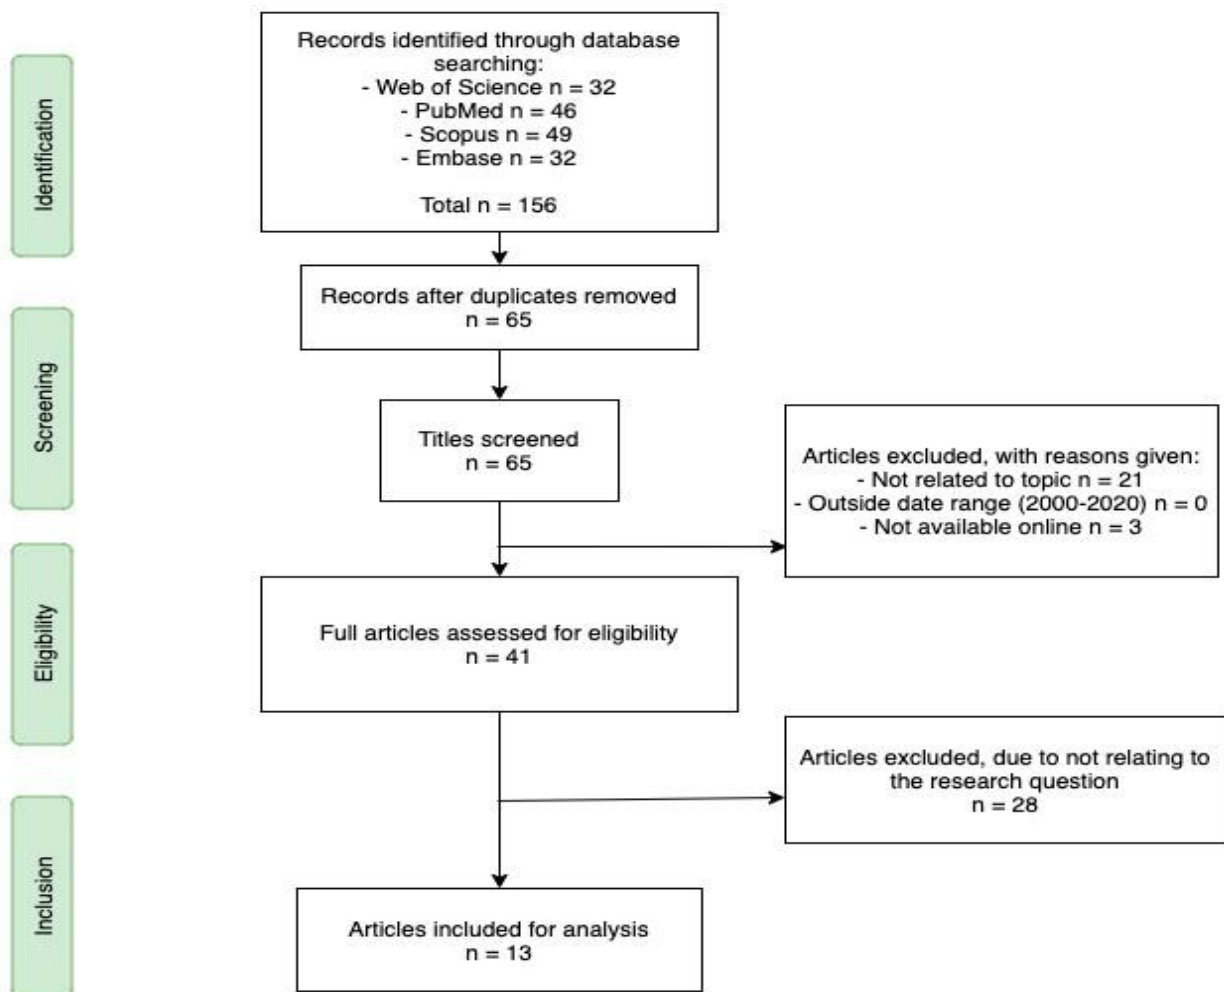 Identification
Records identified through database
searching:
- Web of Science n = 32
- PubMed n = 46
- Scopus n = 49
- Embase n = 32
Total n = 156
Records after duplicates removed
n = 65
Screening
Titles screened
n = 65
Articles excluded, with reasons given:
- Not related to topic n = 21
- Outside date range (2000-2020) n = 0
- Not available online n = 3
Eligibility
Full articles assessed for eligibility
n = 41
Articles excluded, due to not relating to
the research question
n = 28
Inclusion
Articles included for analysis
n = 13